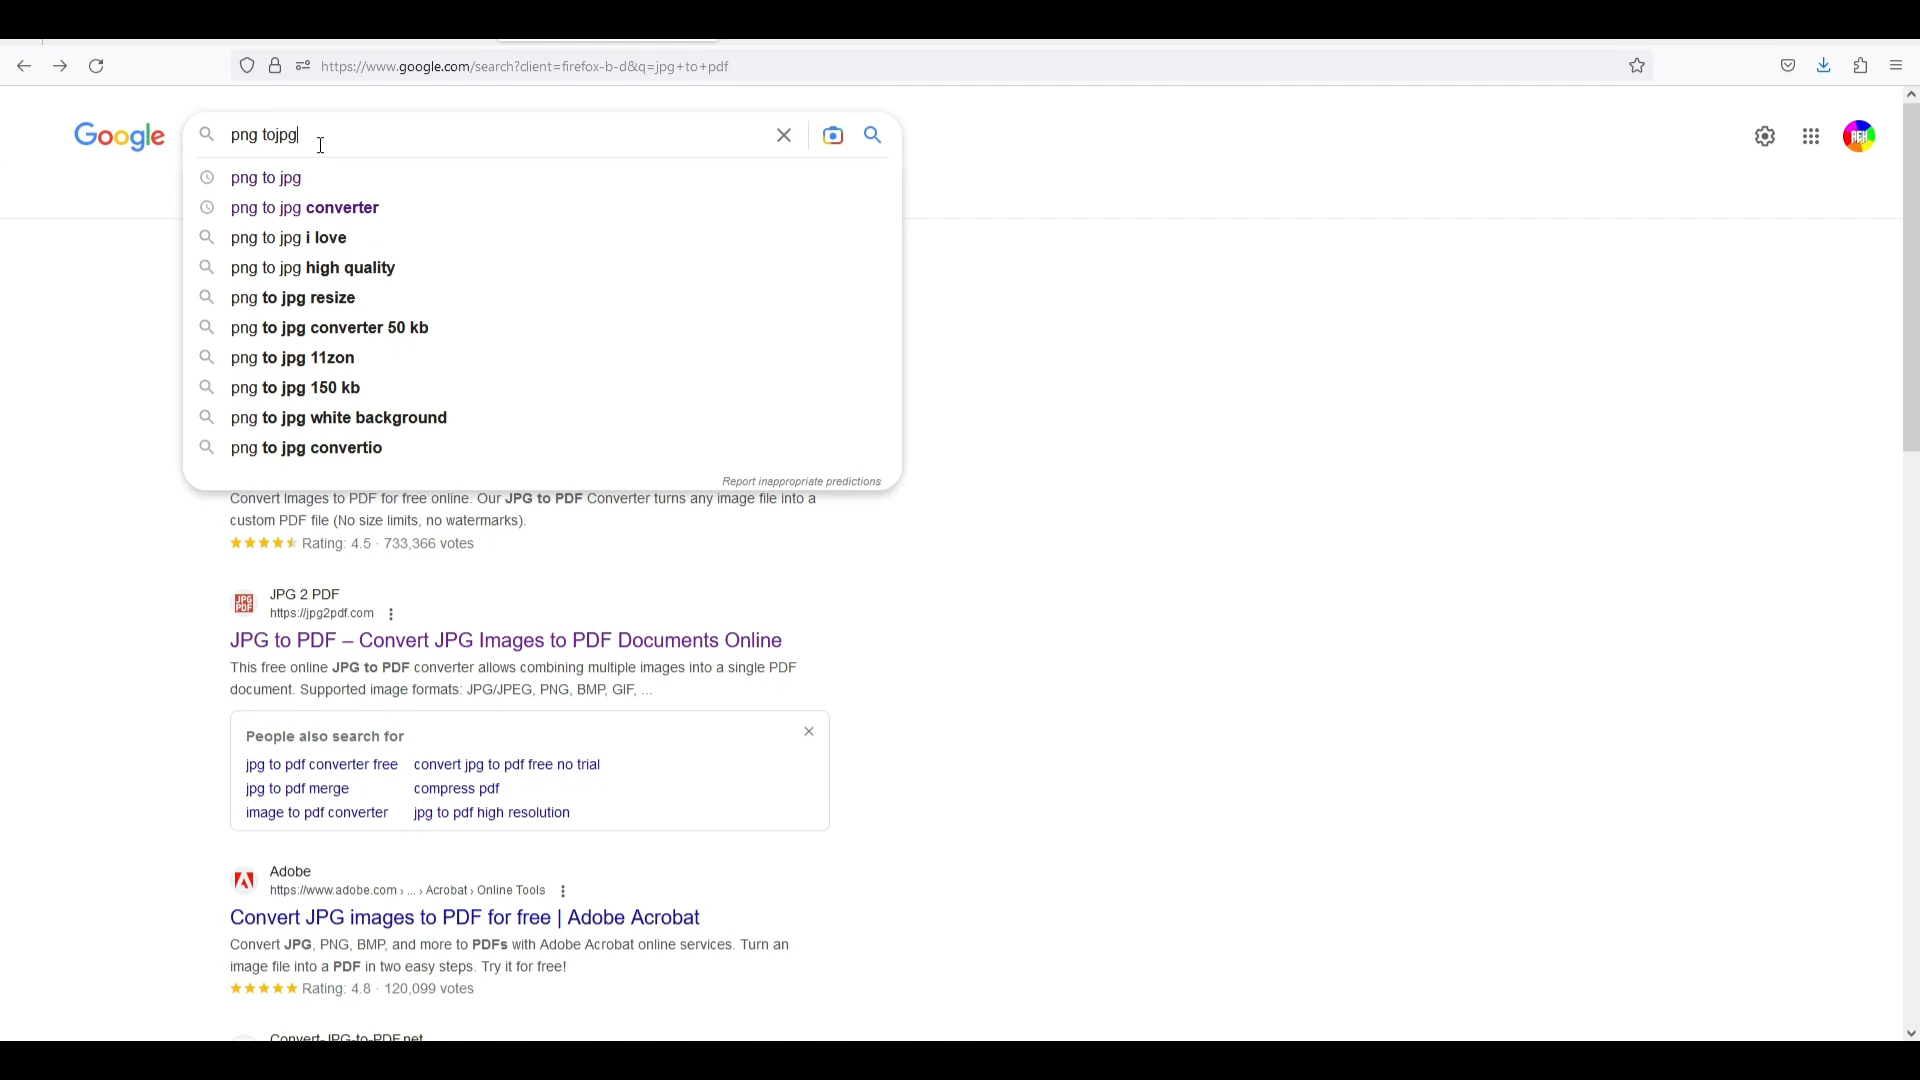 https://www.google.com/search?client=firefox-b-d&q=jpg+to+pdf
Google
png tojpg
png to jpg
png to jpg converter
png to jpg i love
png to jpg high quality
png to jpg resize
png to jpg converter 50 kb
png to jpg 11zon
png to jpg 150 kb
png to jpg white background
png to jpg convertio
Report inappropriate predictions
Convert Images to PDF for free online. Our JPG to PDF Converter turns any image file into a
custom PDF file (No size limits, no watermarks).
Rating: 4.5 · 733,366 votes
JPG PDF
JPG 2 PDF
https://jpg2pdf.com
JPG to PDF – Convert JPG Images to PDF Documents Online
This free online JPG to PDF converter allows combining multiple images into a single PDF
document. Supported image formats: JPG/JPEG, PNG, BMP, GIF, ...
People also search for
jpg to pdf converter free convert jpg to pdf free no trial
jpg to pdf merge compress pdf
image to pdf converter jpg to pdf high resolution
Adobe
https://www.adobe.com › ... › Acrobat › Online Tools
Convert JPG images to PDF for free | Adobe Acrobat
Convert JPG, PNG, BMP, and more to PDFs with Adobe Acrobat online services. Turn an
image file into a PDF in two easy steps. Try it for free!
Rating: 4.8 · 120,099 votes
Convert-JPG-to-PDF.net